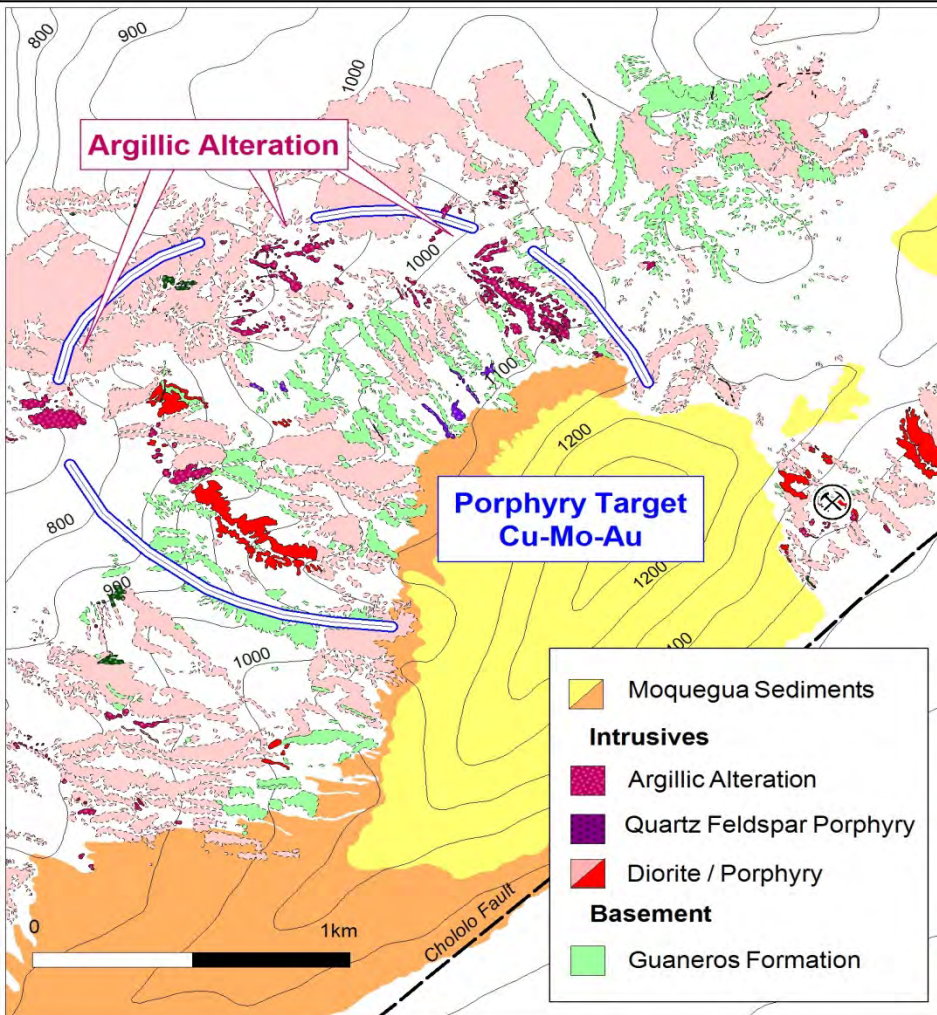 800
900
1000
Argillic Alteration
1000
1100
1200
Porphyry Target
Cu-Mo-Au
800
1200
900
100
1000
Moquegua Sediments
Intrusives
Argillic Alteration
Quartz Feldspar Porphyry
Diorite / Porphyry
Basement
Guaneros Formation
Chololo Fault
0
1km